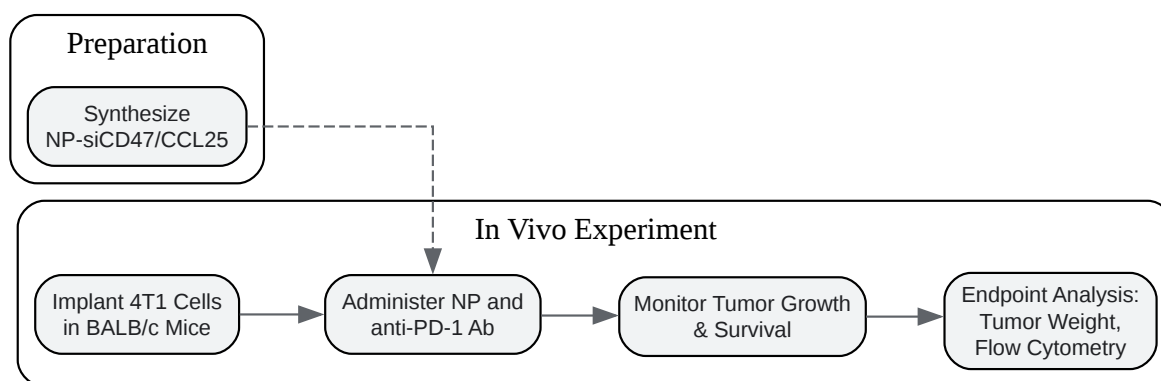 Preparation
Synthesize
NP-siCD47/CCL25
In Vivo Experiment
Implant 4T1 Cells
in BALB/c Mice
Administer NP and
anti-PD-1 Ab
Monitor Tumor Growth
& Survival
Endpoint Analysis:
Tumor Weight,
Flow Cytometry